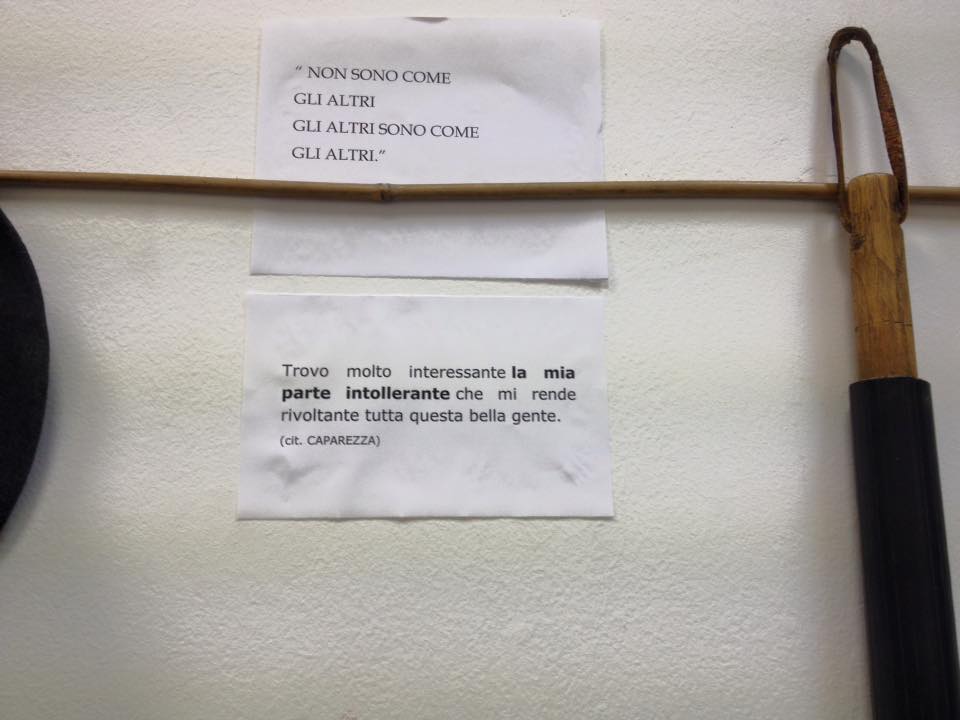 “ NON SONO COME
GLI ALTRI
GLI ALTRI SONO COME
GLI ALTRI.”
Trovo molto interessante la mia
parte intollerante che mi rende
rivoltante tutta questa bella gente.
(cit. CAPAREZZA)